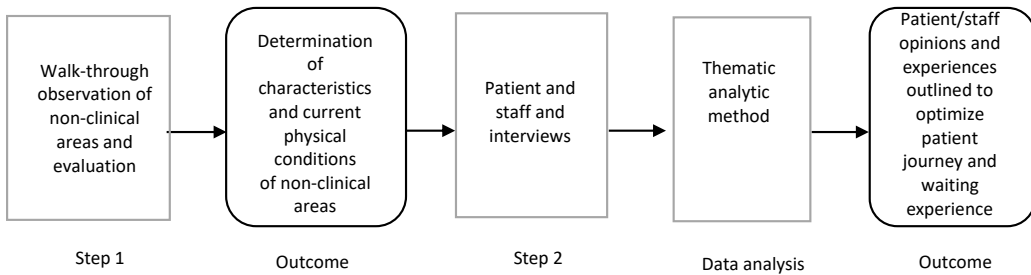 Walk-through
observation of
non-clinical
areas and
evaluation
Determination
of
characteristics
and current
physical
conditions
of non-clinical
areas
Patient and
staff and
interviews
Thematic
analytic
method
Patient/staff
opinions and
experiences
outlined to
optimize
patient
journey and
waiting
experience
Step 1
Outcome
Step 2
Data analysis
Outcome